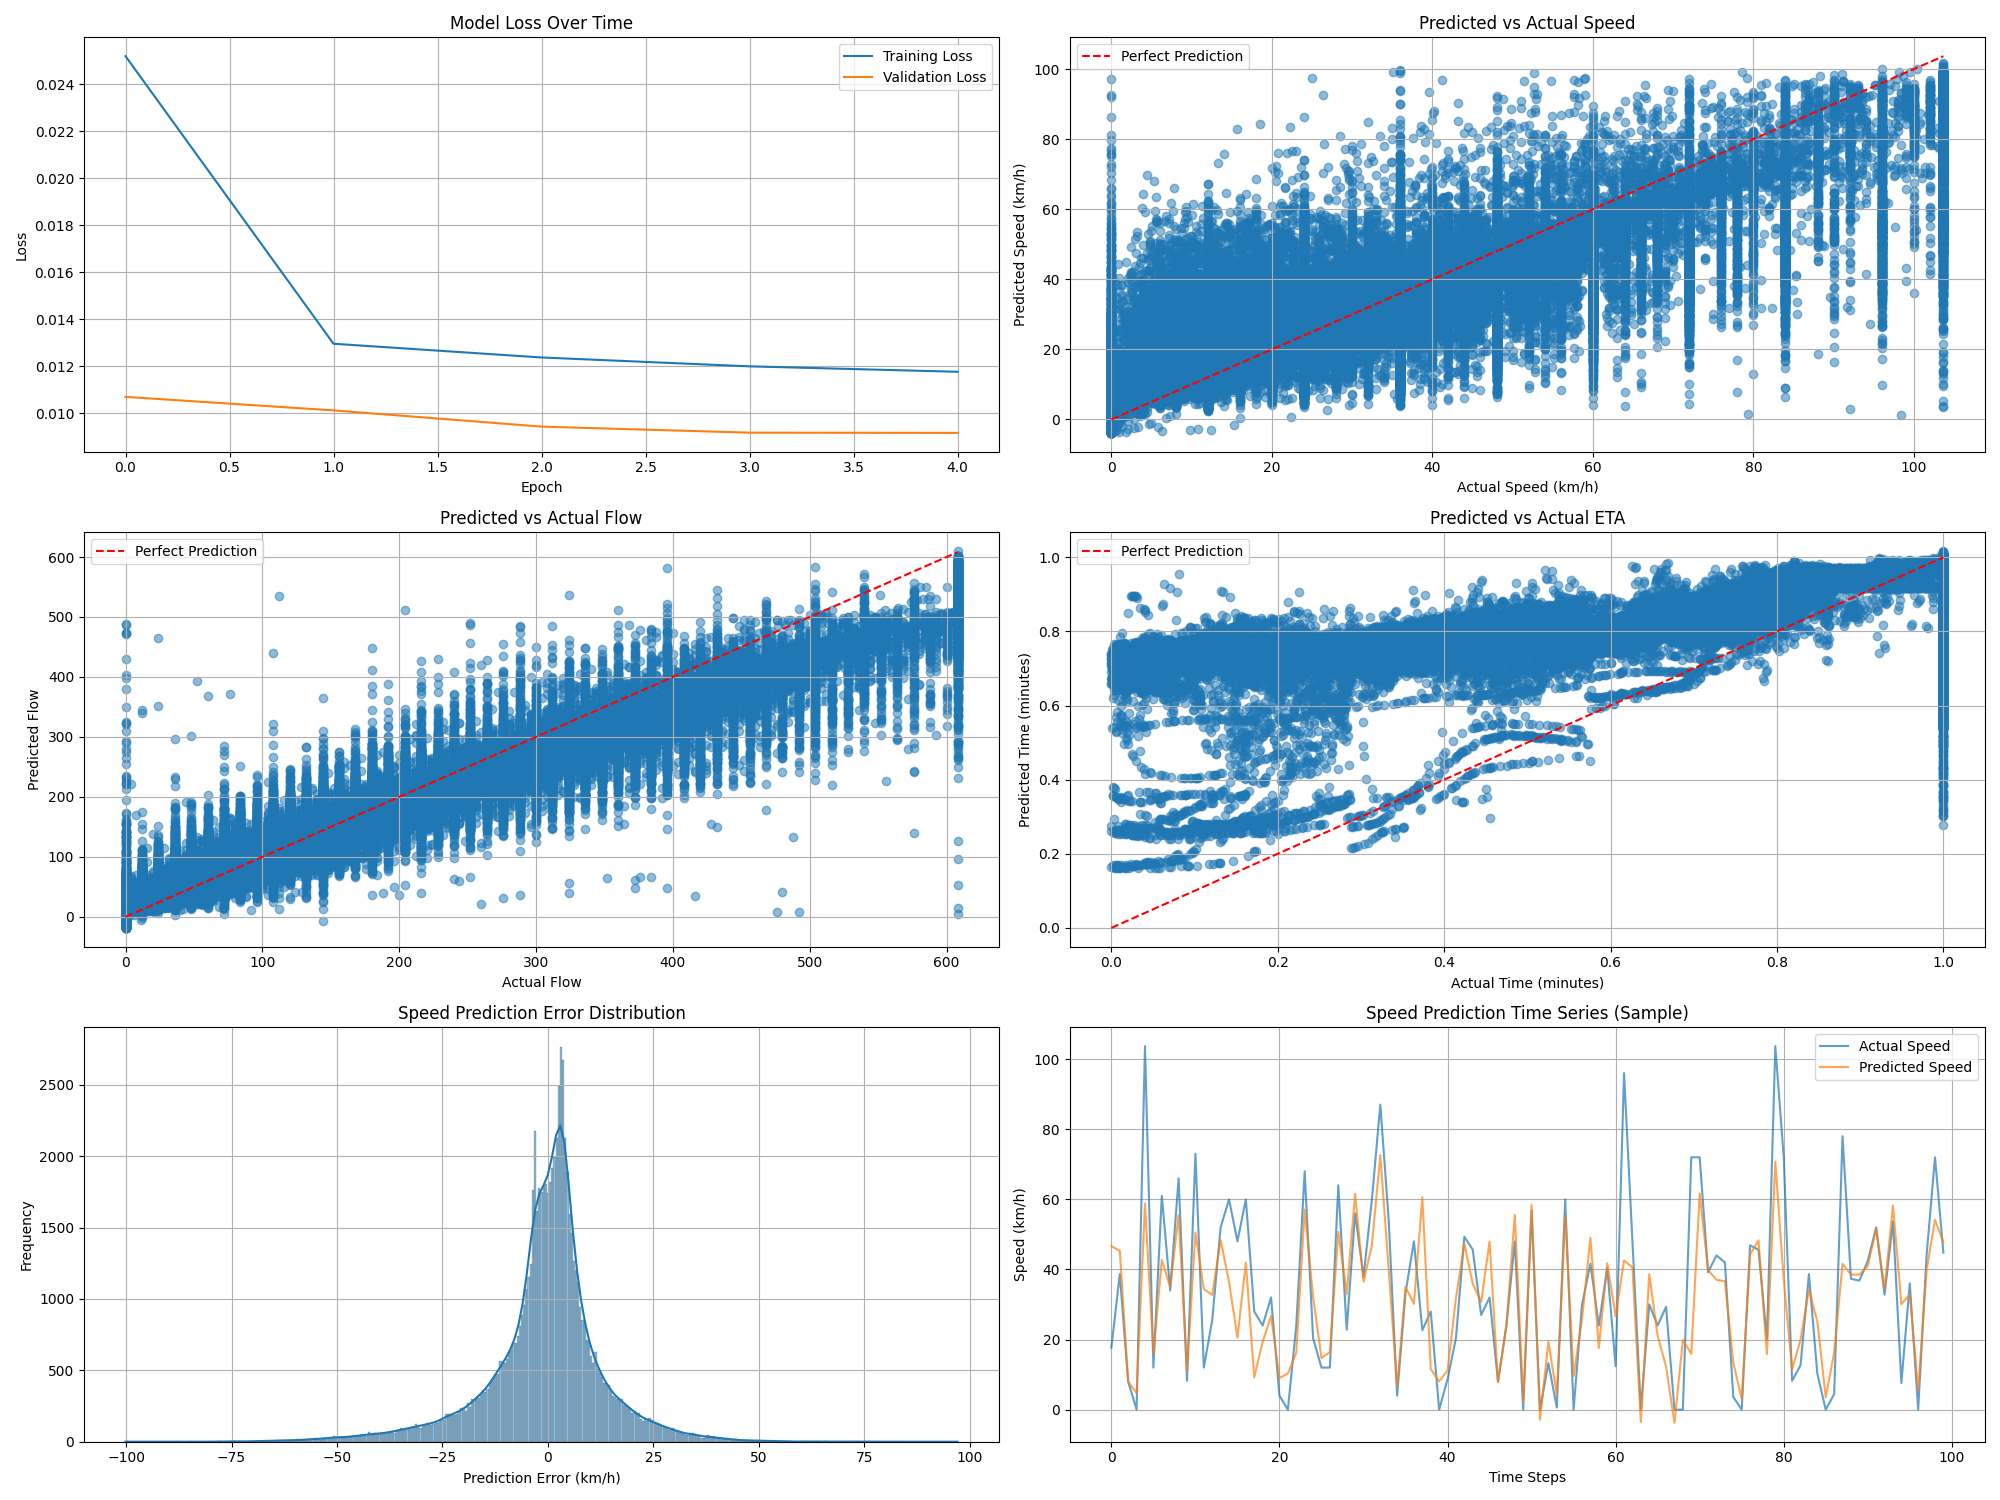 Model Loss Over Time
Training Loss
Validation Loss
0.024
0.022
0.020
0.018
0.016
0.014
0.012
0.010
Loss
0.0 0.5 1.0 1.5 2.0 2.5 3.0 3.5 4.0
Epoch
Predicted vs Actual Speed
Perfect Prediction
100
80
60
40
20
0
Predicted Speed (km/h)
0 20 40 60 80 100
Actual Speed (km/h)
Predicted vs Actual Flow
Perfect Prediction
600
500
400
300
200
100
0
Predicted Flow
0 100 200 300 400 500 600
Actual Flow
Predicted vs Actual ETA
Perfect Prediction
1.0
0.8
0.6
0.4
0.2
0.0
Predicted Time (minutes)
0.0 0.2 0.4 0.6 0.8 1.0
Actual Time (minutes)
Speed Prediction Error Distribution
2500
2000
1500
1000
500
0
Frequency
−100 −75 −50 −25 0 25 50 75 100
Prediction Error (km/h)
Speed Prediction Time Series (Sample)
Actual Speed
Predicted Speed
100
80
60
40
20
0
Speed (km/h)
0 20 40 60 80 100
Time Steps